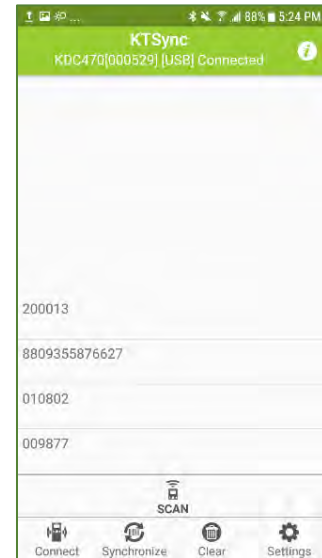 88% 5:24 PM
KTSync
KDC470[000529] [USB] Connected
200013
8809355876627
010802
009877
SCAN
Connect Synchronize Clear Settings